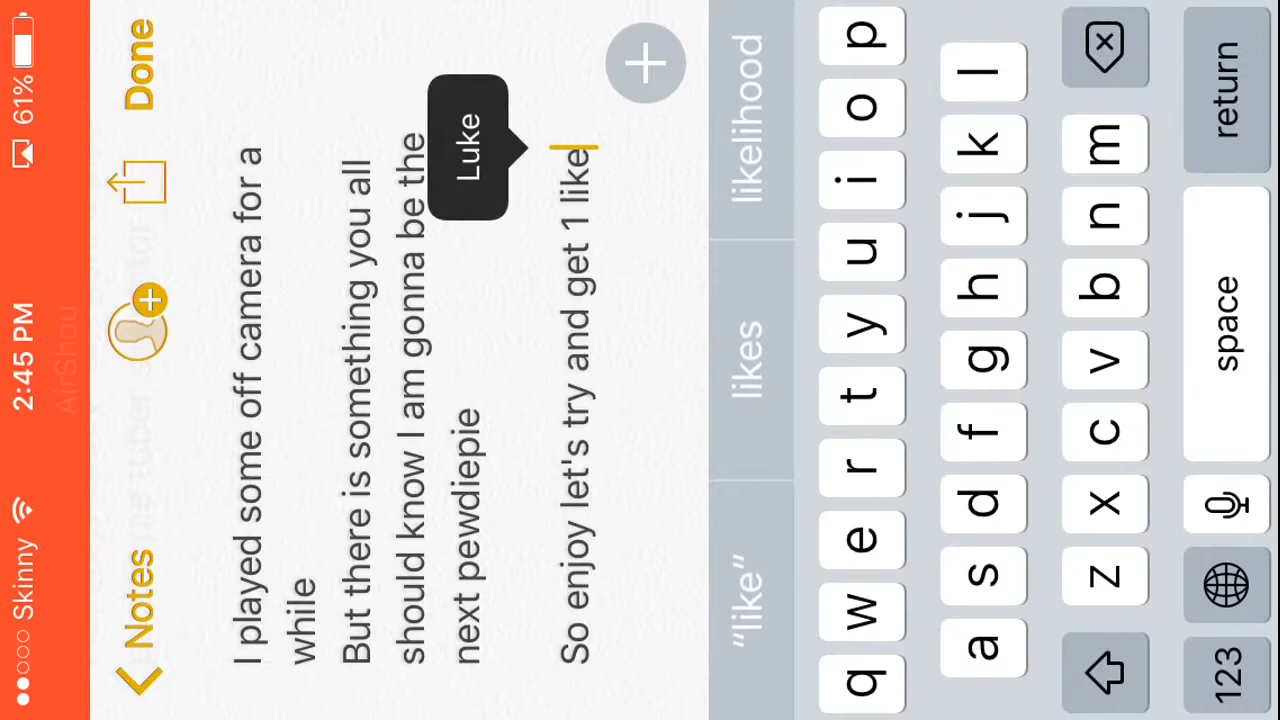 Skinny 2:45 PM 61%
AirShou
Notes Done
I played some off camera for a
while
But there is something you all
should know I am gonna be the
next pewdiepie
Luke
So enjoy let's try and get 1 like
“like” likes likelihood
q w e r t y u i o p
a s d f g h j k l
z x c v b n m
123 space return